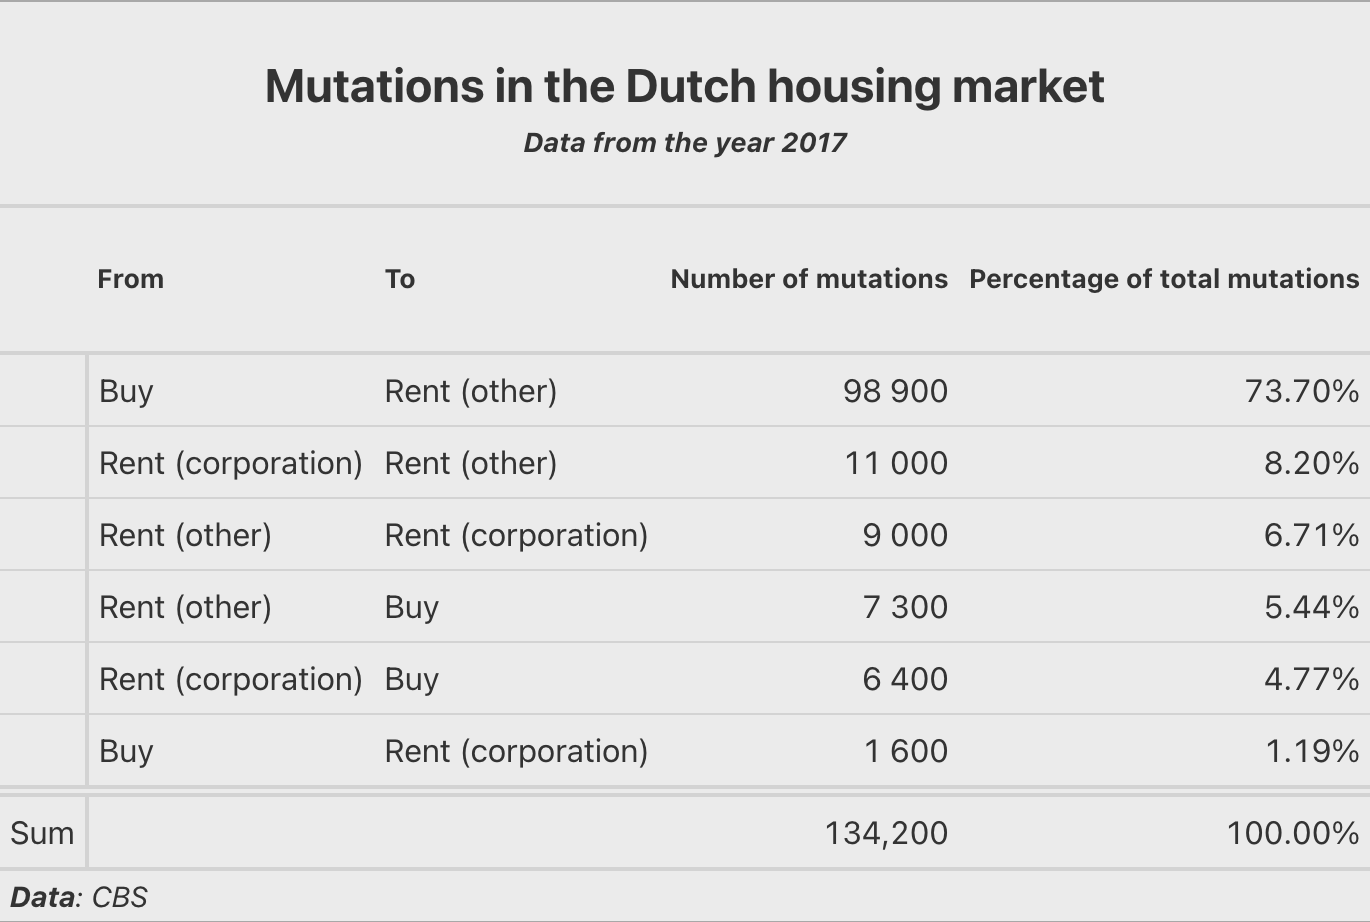 Mutations in the Dutch housing market
Data from the year 2017
From To Number of mutations Percentage of total mutations
Buy Rent (other) 98 900 73.70%
Rent (corporation) Rent (other) 11 000 8.20%
Rent (other) Rent (corporation) 9 000 6.71%
Rent (other) Buy 7 300 5.44%
Rent (corporation) Buy 6 400 4.77%
Buy Rent (corporation) 1 600 1.19%
Sum 134,200 100.00%
Data: CBS